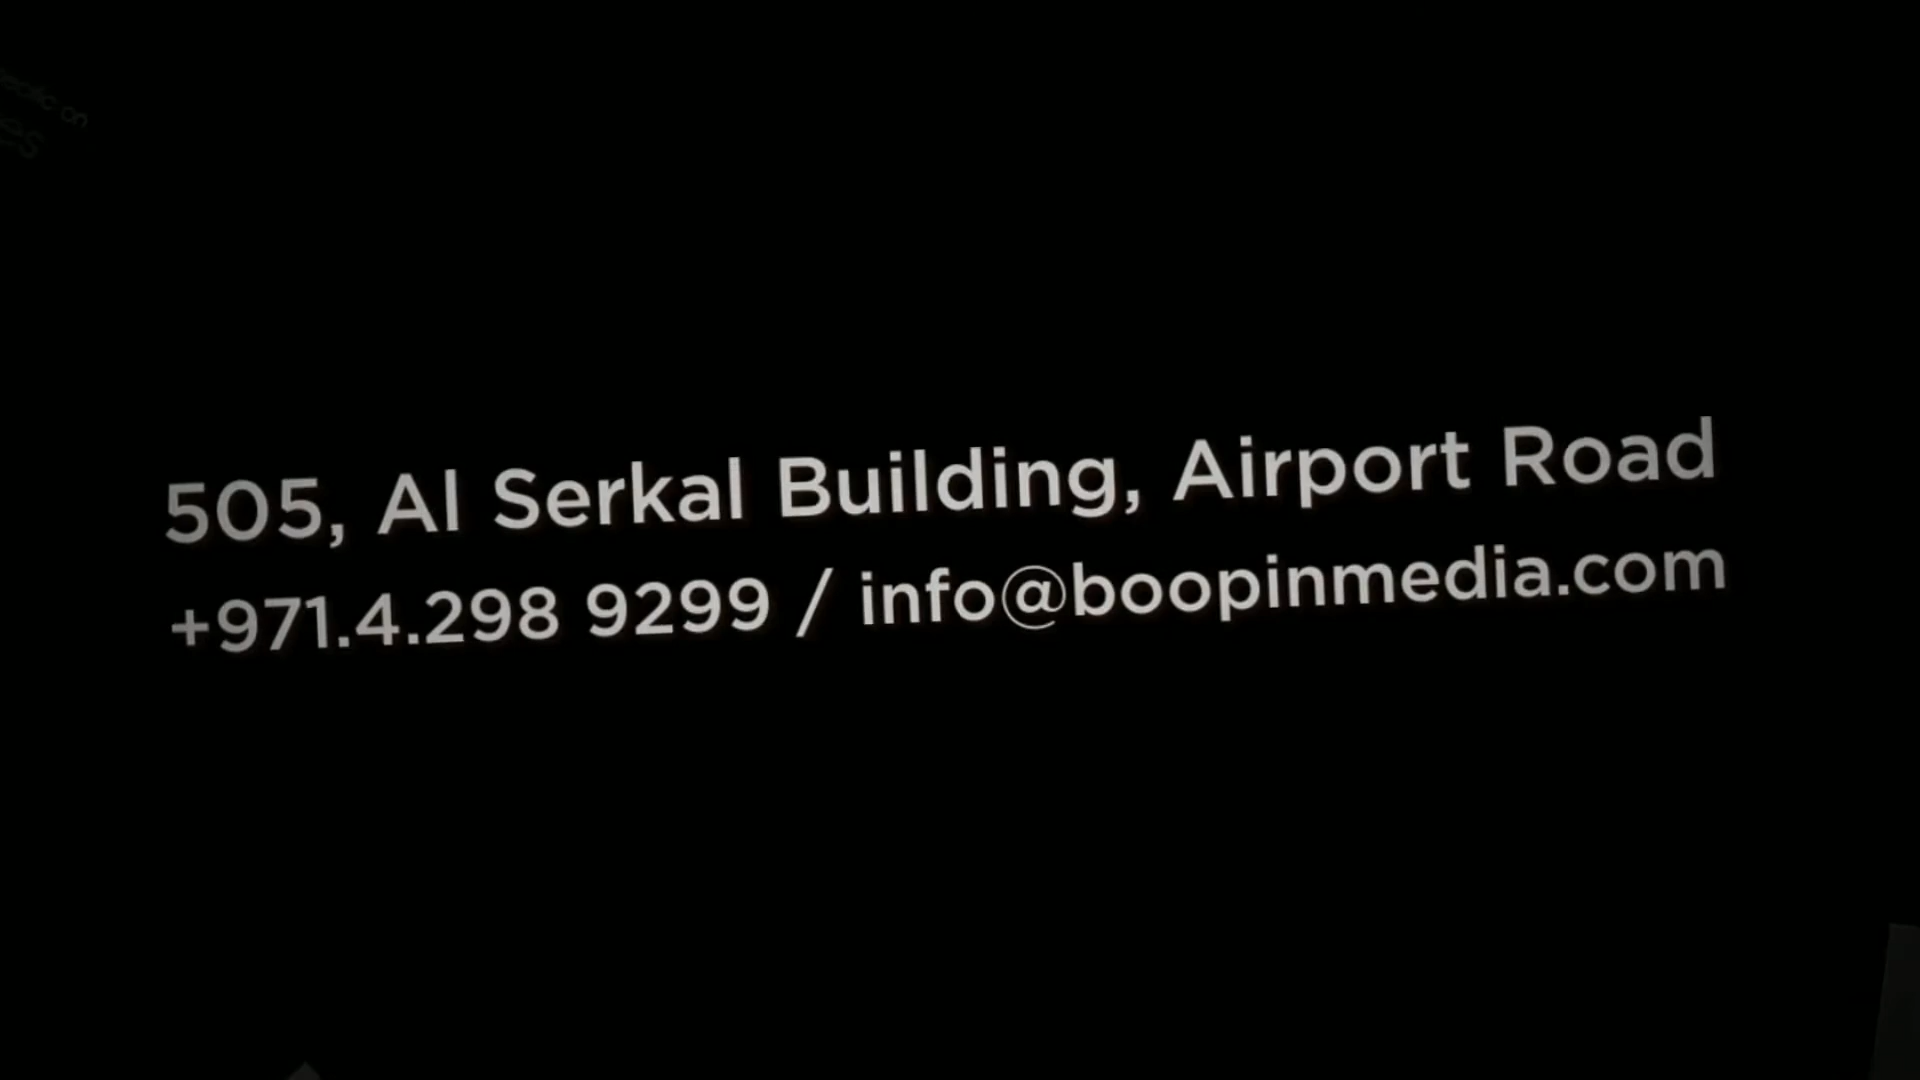 505, Al Serkal Building, Airport Road
+971.4.298 9299 / info@boopinmedia.com